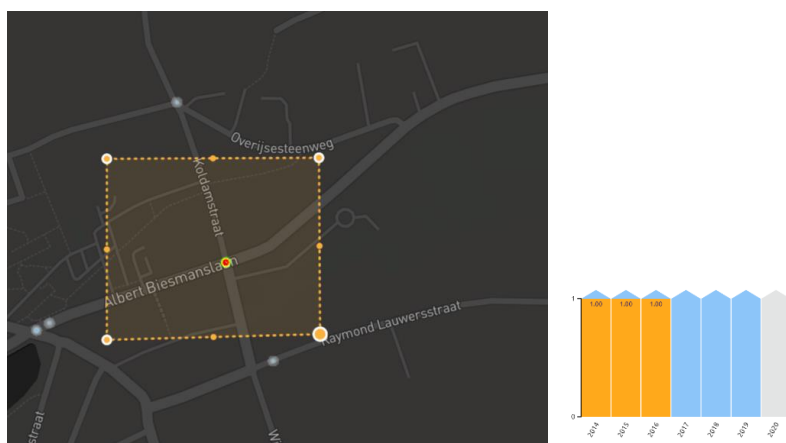 Overijsesteenweg
Koldamstraat
Albert Biesmanslaan
Raymond Lauwersstraat
straat
Wi
1
1.00
1.00
1.00
0
2014
2015
2016
2017
2018
2019
2020